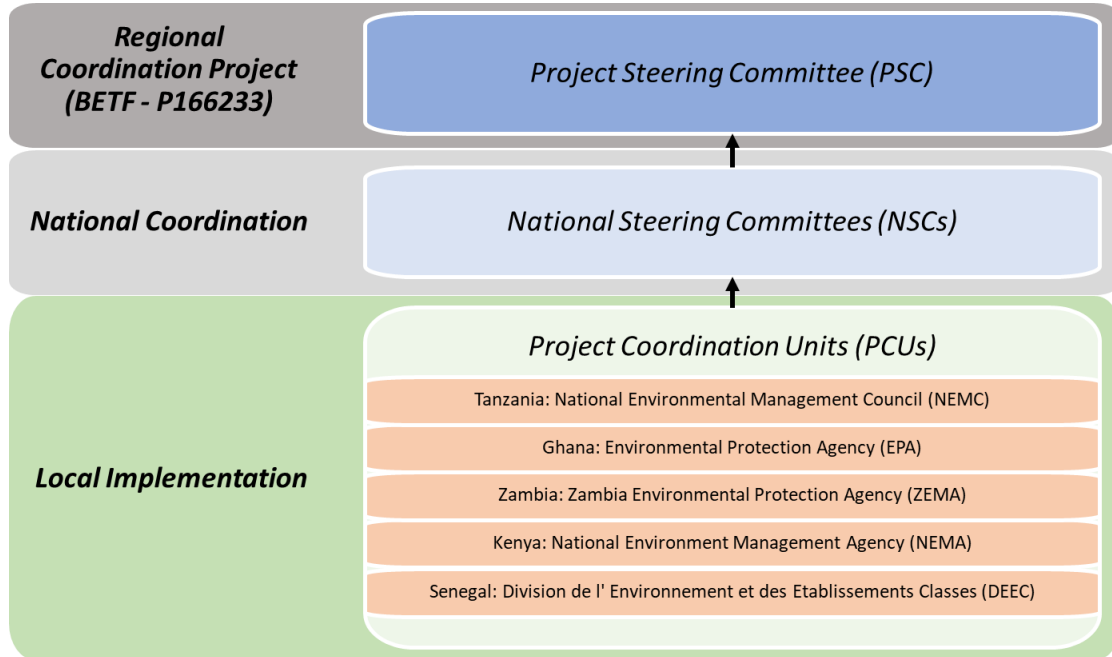 Regional
Coordination Project
(BETF - P166233)
Project Steering Committee (PSC)
National Coordination
National Steering Committees (NSCs)
Local Implementation
Project Coordination Units (PCUs)
Tanzania: National Environmental Management Council (NEMC)
Ghana: Environmental Protection Agency (EPA)
Zambia: Zambia Environmental Protection Agency (ZEMA)
Kenya: National Environment Management Agency (NEMA)
Senegal: Division de l' Environnement et des Etablissements Classes (DEEC)